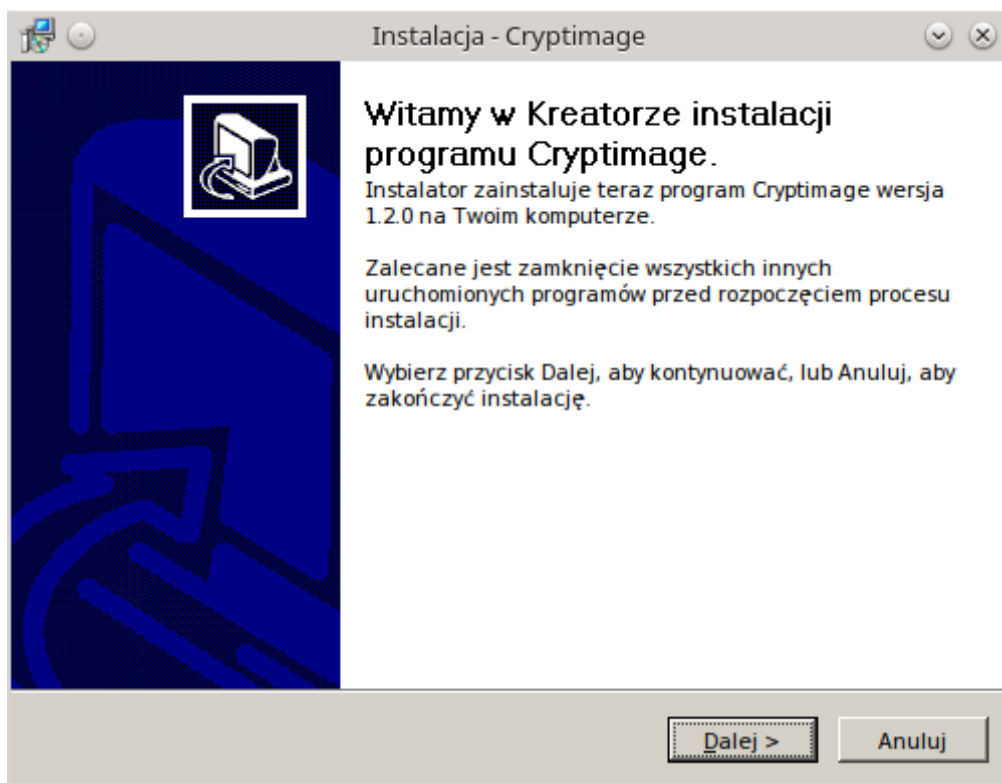 Instalacja - Cryptimage
Witamy w Kreatorze instalacji
programu Cryptimage.
Instalator zainstaluje teraz program Cryptimage wersja
1.2.0 na Twoim komputerze.
Zalecane jest zamknięcie wszystkich innych
uruchomionych programów przed rozpoczęciem procesu
instalacji.
Wybierz przycisk Dalej, aby kontynuować, lub Anuluj, aby
zakończyć instalację.
Dalej >
Anuluj